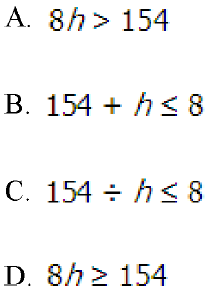 A. 8h > 154
B. 154 + h ≤ 8
C. 154 ÷ h ≤ 8
D. 8h ≥ 154